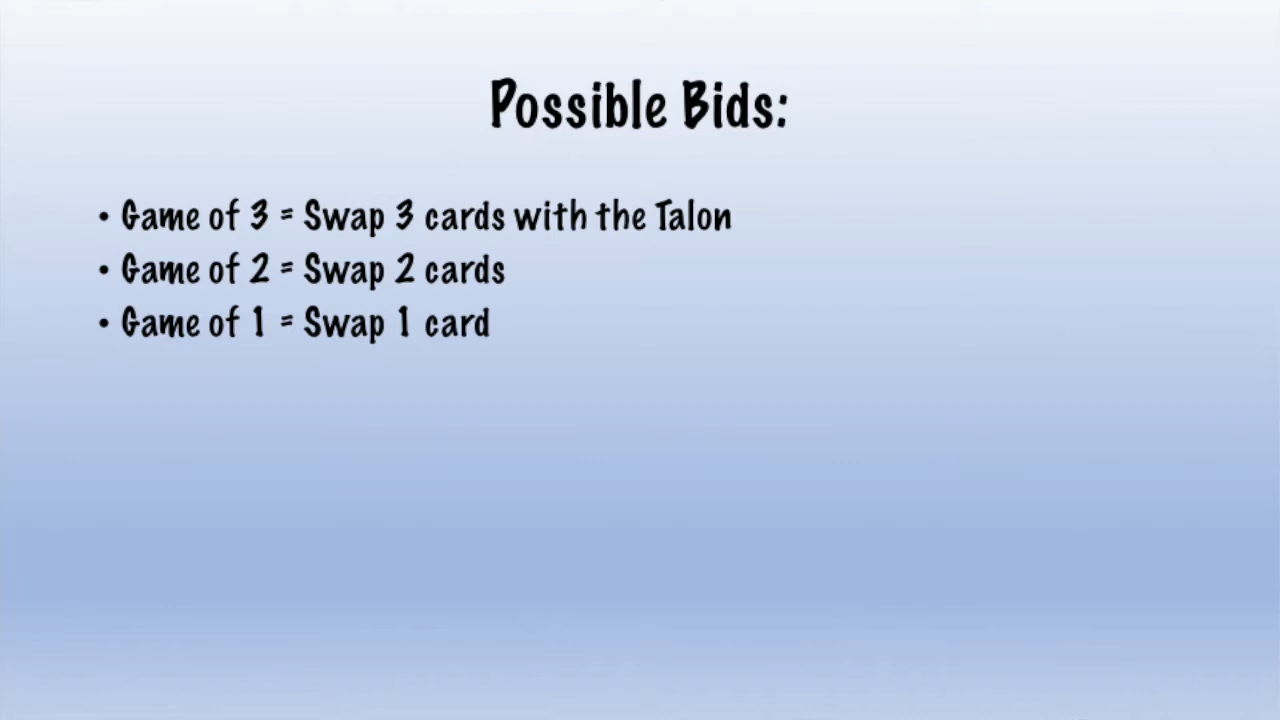 Possible Bids:
• Game of 3 = Swap 3 cards with the Talon
• Game of 2 = Swap 2 cards
• Game of 1 = Swap 1 card